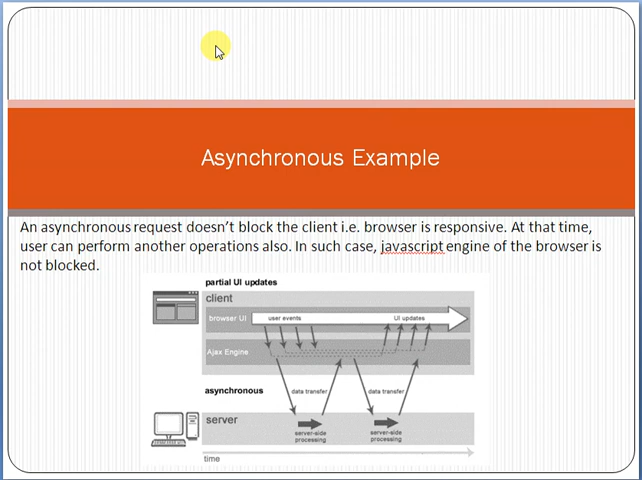 Asynchronous Example
An asynchronous request doesn't block the client i.e. browser is responsive. At that time,
user can perform another operations also. In such case, javascript engine of the browser is
not blocked.
partial UI updates
client
browser UI
user events
UI updates
Ajax Engine
asynchronous
data transfer
data transfer
server
server-side
processing
server-side
processing
time